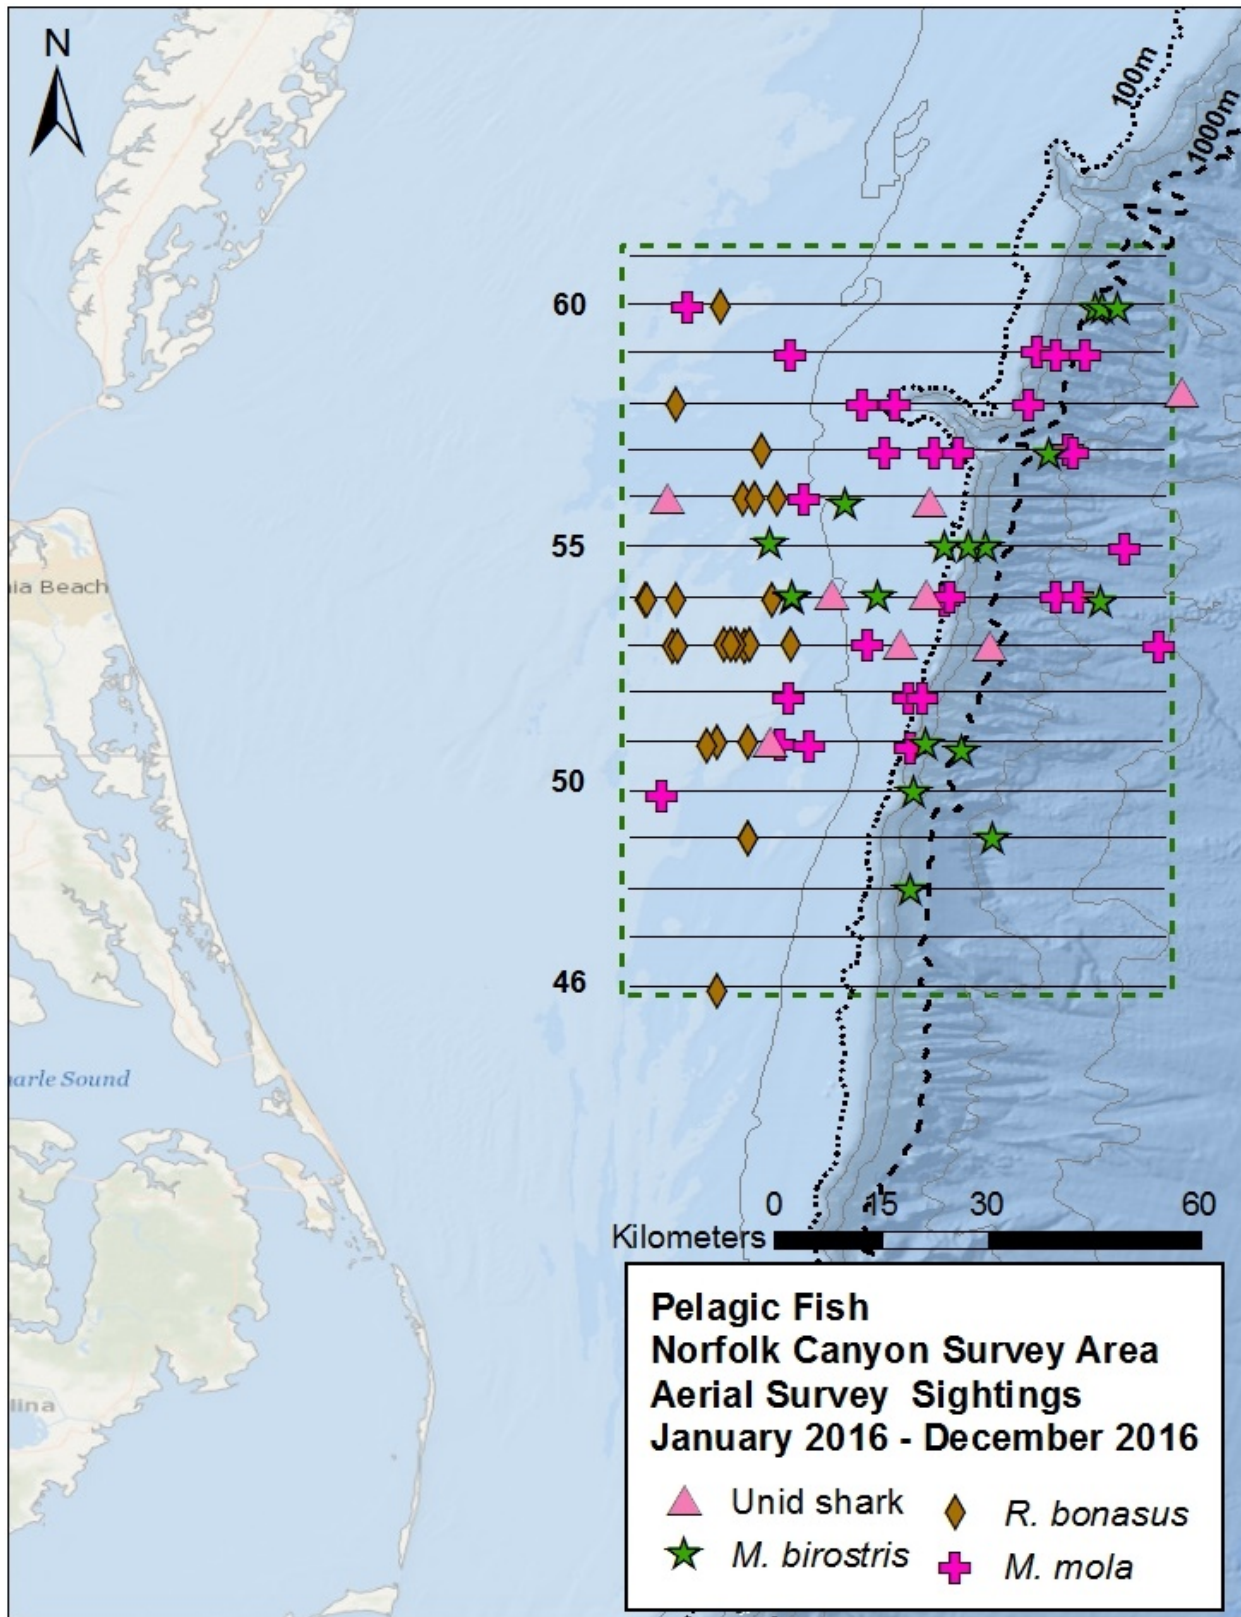 N
100m
1000m
60
55
nia Beach
50
46
arle Sound
0 15 30 60
Kilometers
lina
Pelagic Fish
Norfolk Canyon Survey Area
Aerial Survey Sightings
January 2016 - December 2016
Unid shark
R. bonasus
M. birostris
M. mola